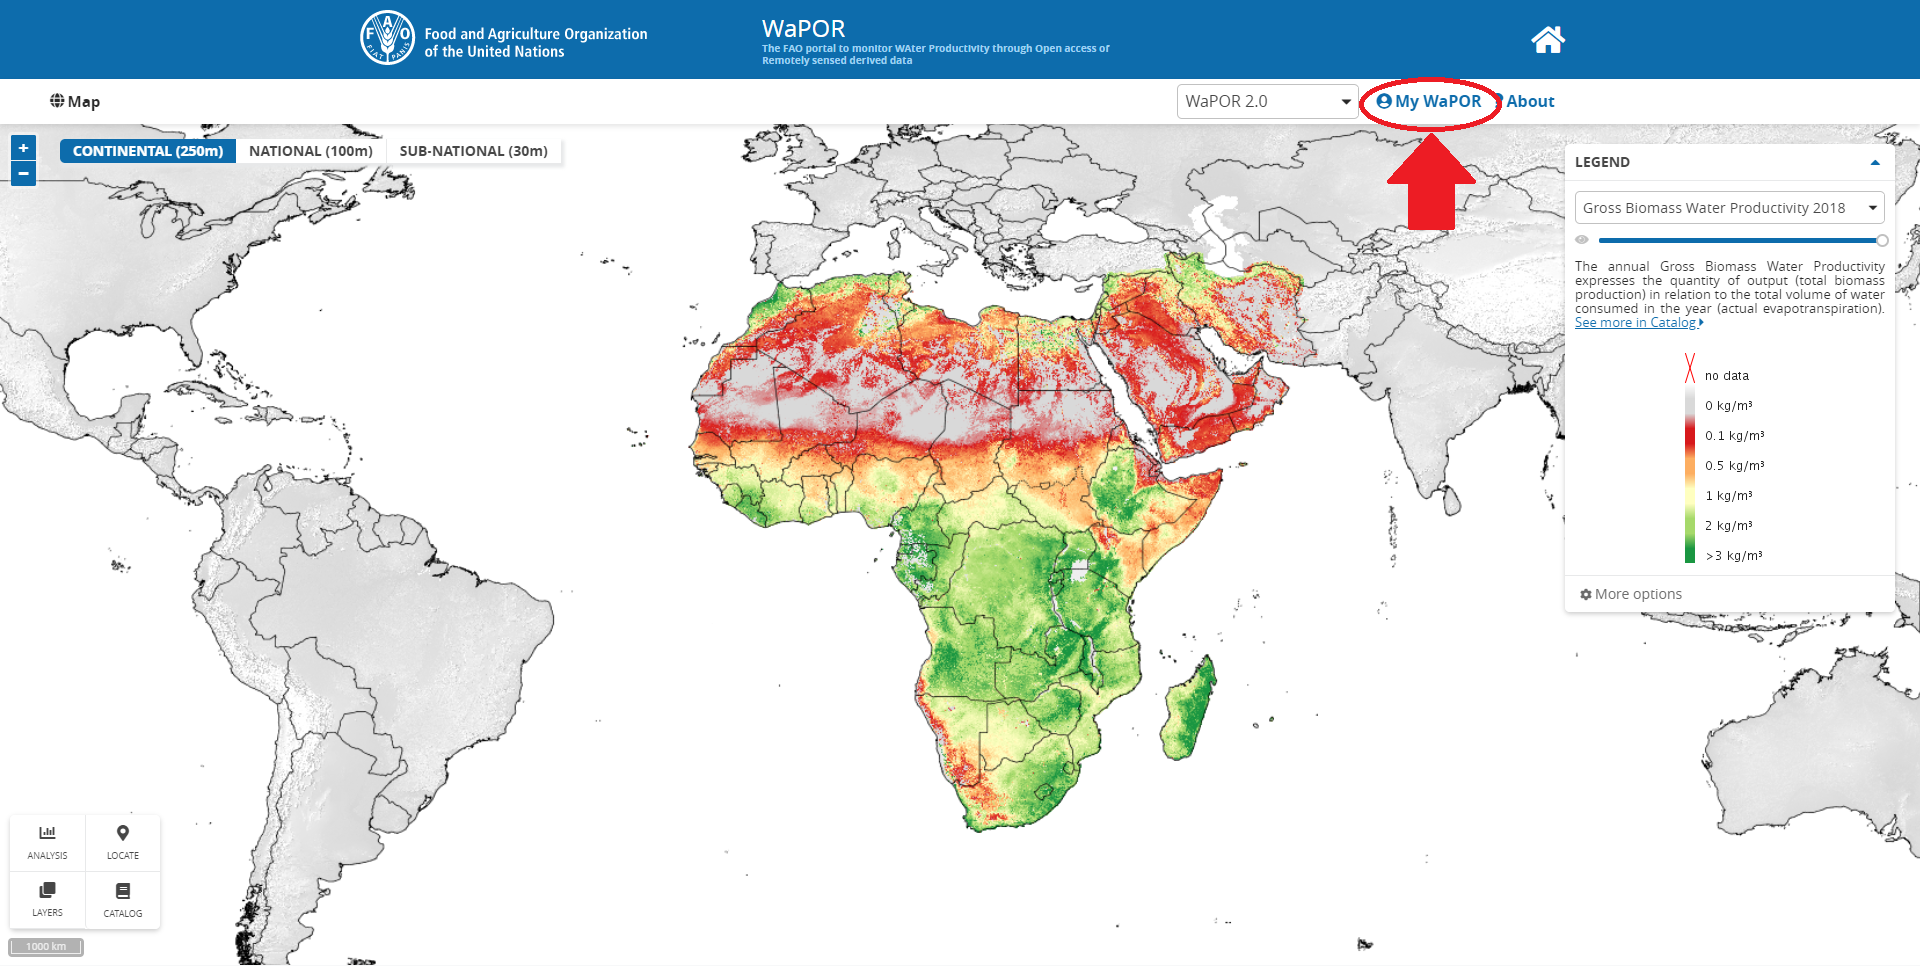 FAO
FIAT PANIS
Food and Agriculture Organization
of the United Nations
WaPOR
The FAO portal to monitor WAter Productivity through Open access of
Remotely sensed derived data
Map
WaPOR 2.0
My WaPOR
About
+
−
CONTINENTAL (250m)
NATIONAL (100m)
SUB-NATIONAL (30m)
LEGEND
Gross Biomass Water Productivity 2018
The annual Gross Biomass Water Productivity
expresses the quantity of output (total biomass
production) in relation to the total volume of water
consumed in the year (actual evapotranspiration).
See more in Catalog
no data
0 kg/m³
0.1 kg/m³
0.5 kg/m³
1 kg/m³
2 kg/m³
>3 kg/m³
More options
ANALYSIS
LOCATE
LAYERS
CATALOG
1000 km